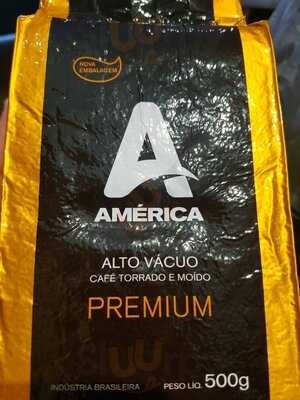 NOVA
EMBALAGEM
A
AMÉRICA
ALTO VÁCUO
CAFÉ TORRADO E MOÍDO
PREMIUM
INDÚSTRIA BRASILEIRA
PESO LÍQ. 500g